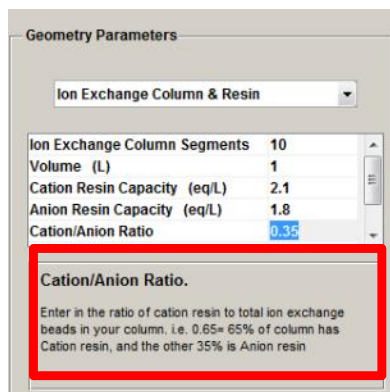 Geometry Parameters
Ion Exchange Column & Resin
Ion Exchange Column Segments 10
Volume (L) 1
Cation Resin Capacity (eq/L) 2.1
Anion Resin Capacity (eq/L) 1.8
Cation/Anion Ratio 0.35
Cation/Anion Ratio.
Enter in the ratio of cation resin to total ion exchange
beads in your column. i.e. 0.65= 65% of column has
Cation resin, and the other 35% is Anion resin